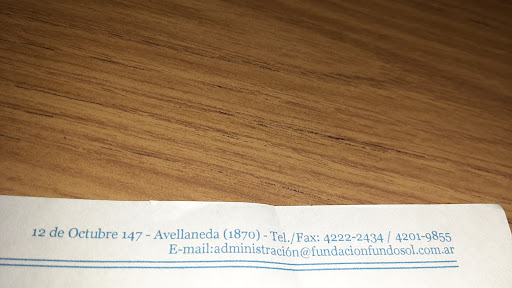 12 de Octubre 147 - Avellaneda (1870) - Tel./Fax: 4222-2434 / 4201-9855
E-mail:administración@fundacionfundosol.com.ar